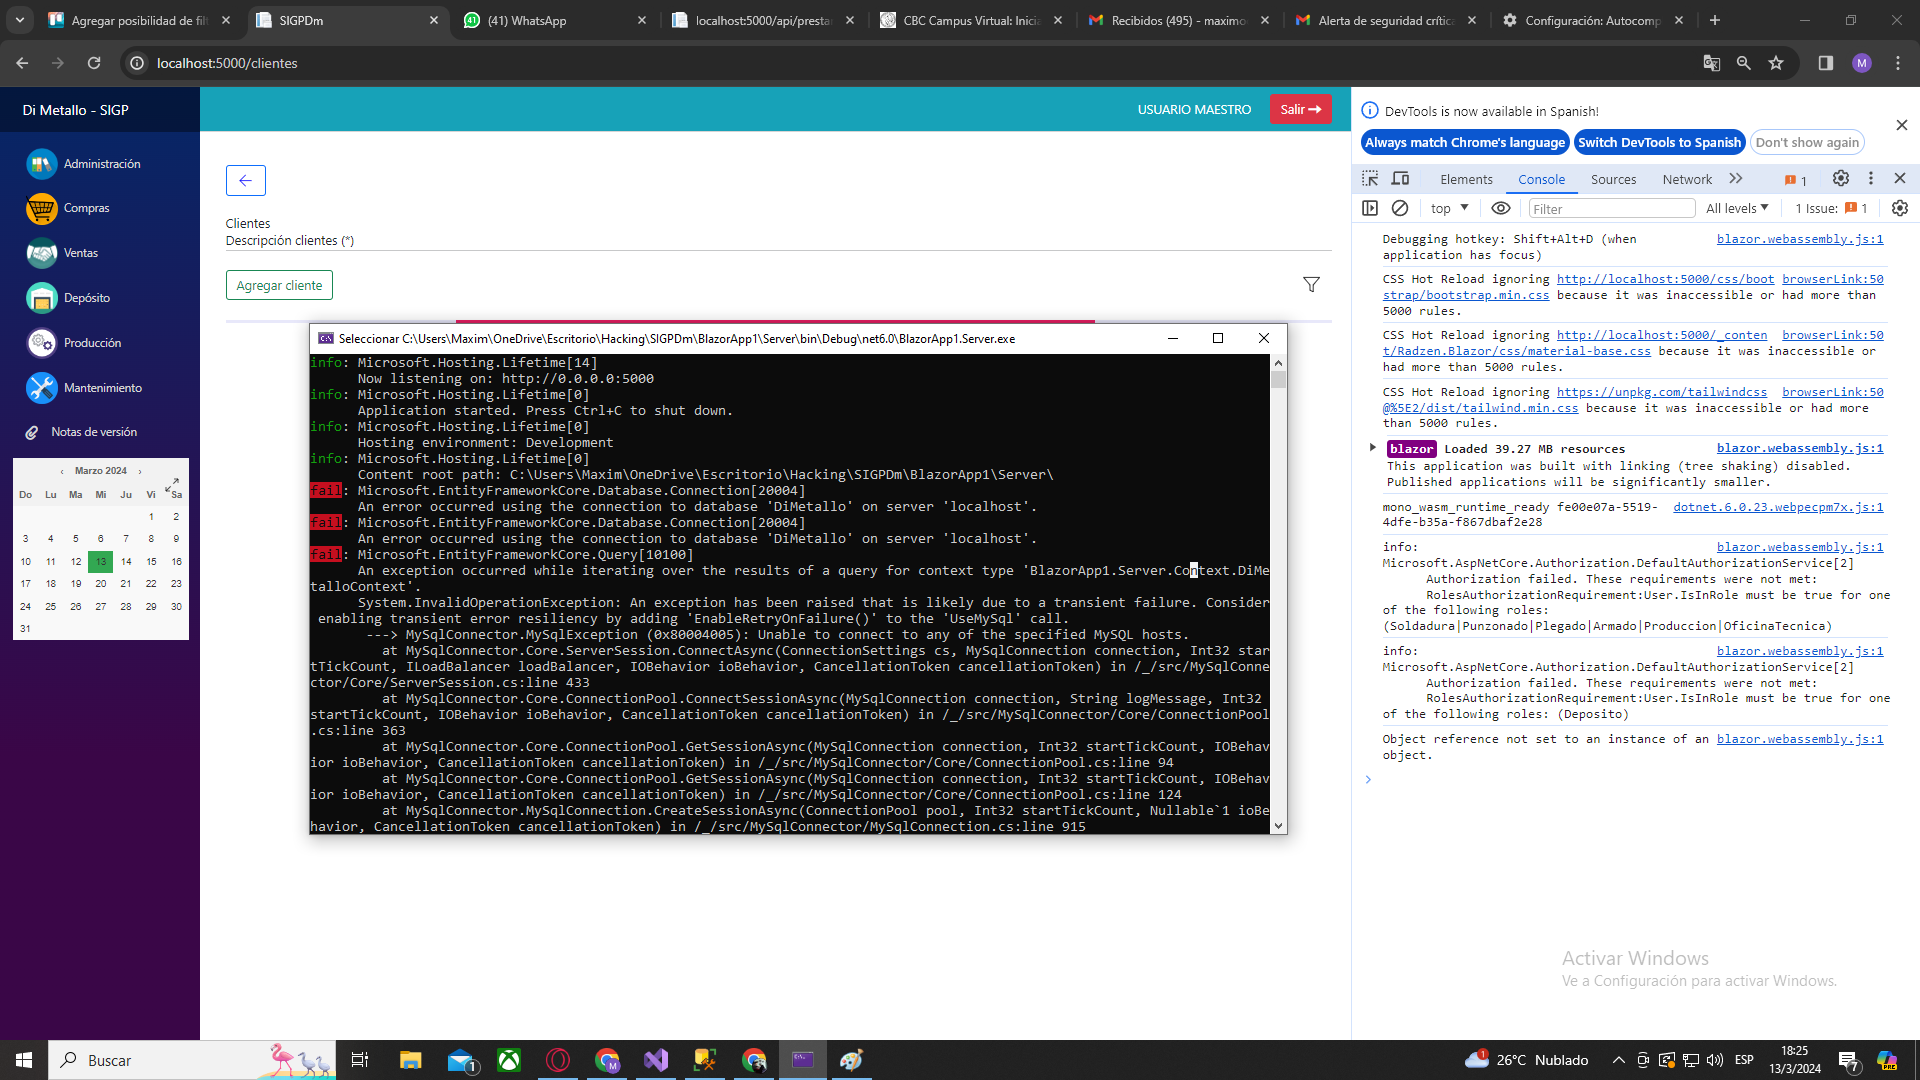 Agregar posibilidad de fil
SIGPDm
(41) WhatsApp
localhost:5000/api/presta
CBC Campus Virtual: Inicia
Recibidos (495) - maximo
Alerta de seguridad crític
Configuración: Autocomp
localhost:5000/clientes
M
Di Metallo - SIGP
USUARIO MAESTRO
Salir
Administración
Compras
Ventas
Depósito
Producción
Mantenimiento
Notas de versión
‹ Marzo 2024 ›
Do Lu Ma Mi Ju Vi Sa
1 2
3 4 5 6 7 8 9
10 11 12 13 14 15 16
17 18 19 20 21 22 23
24 25 26 27 28 29 30
31
Clientes
Descripción clientes (*)
Agregar cliente
Seleccionar C:\Users\Maxim\OneDrive\Escritorio\Hacking\SIGPDm\BlazorApp1\Server\bin\Debug\net6.0\BlazorApp1.Server.exe
info: Microsoft.Hosting.Lifetime[14]
Now listening on: http://0.0.0.0:5000
info: Microsoft.Hosting.Lifetime[0]
Application started. Press Ctrl+C to shut down.
info: Microsoft.Hosting.Lifetime[0]
Hosting environment: Development
info: Microsoft.Hosting.Lifetime[0]
Content root path: C:\Users\Maxim\OneDrive\Escritorio\Hacking\SIGPDm\BlazorApp1\Server\
fail: Microsoft.EntityFrameworkCore.Database.Connection[20004]
An error occurred using the connection to database 'DiMetallo' on server 'localhost'.
fail: Microsoft.EntityFrameworkCore.Database.Connection[20004]
An error occurred using the connection to database 'DiMetallo' on server 'localhost'.
fail: Microsoft.EntityFrameworkCore.Query[10100]
An exception occurred while iterating over the results of a query for context type 'BlazorApp1.Server.Context.DiMe
talloContext'.
System.InvalidOperationException: An exception has been raised that is likely due to a transient failure. Consider
enabling transient error resiliency by adding 'EnableRetryOnFailure()' to the 'UseMySql' call.
---> MySqlConnector.MySqlException (0x80004005): Unable to connect to any of the specified MySQL hosts.
at MySqlConnector.Core.ServerSession.ConnectAsync(ConnectionSettings cs, MySqlConnection connection, Int32 star
tTickCount, ILoadBalancer loadBalancer, IOBehavior ioBehavior, CancellationToken cancellationToken) in /_/src/MySqlConne
ctor/Core/ServerSession.cs:line 433
at MySqlConnector.Core.ConnectionPool.ConnectSessionAsync(MySqlConnection connection, String logMessage, Int32
startTickCount, IOBehavior ioBehavior, CancellationToken cancellationToken) in /_/src/MySqlConnector/Core/ConnectionPool
.cs:line 363
at MySqlConnector.Core.ConnectionPool.GetSessionAsync(MySqlConnection connection, Int32 startTickCount, IOBehav
ior ioBehavior, CancellationToken cancellationToken) in /_/src/MySqlConnector/Core/ConnectionPool.cs:line 94
at MySqlConnector.Core.ConnectionPool.GetSessionAsync(MySqlConnection connection, Int32 startTickCount, IOBehav
ior ioBehavior, CancellationToken cancellationToken) in /_/src/MySqlConnector/Core/ConnectionPool.cs:line 124
at MySqlConnector.MySqlConnection.CreateSessionAsync(ConnectionPool pool, Int32 startTickCount, Nullable`1 ioBe
havior, CancellationToken cancellationToken) in /_/src/MySqlConnector/MySqlConnection.cs:line 915
DevTools is now available in Spanish!
Always match Chrome's language
Switch DevTools to Spanish
Don't show again
Elements Console Sources Network 1
top
Filter
All levels
1 Issue: 1
Debugging hotkey: Shift+Alt+D (when blazor.webassembly.js:1
application has focus)
CSS Hot Reload ignoring http://localhost:5000/css/boot browserLink:50
strap/bootstrap.min.css because it was inaccessible or had more than
5000 rules.
CSS Hot Reload ignoring http://localhost:5000/_conten browserLink:50
t/Radzen.Blazor/css/material-base.css because it was inaccessible or
had more than 5000 rules.
CSS Hot Reload ignoring https://unpkg.com/tailwindcss browserLink:50
@%5E2/dist/tailwind.min.css because it was inaccessible or had more
than 5000 rules.
blazor Loaded 39.27 MB resources blazor.webassembly.js:1
This application was built with linking (tree shaking) disabled.
Published applications will be significantly smaller.
mono_wasm_runtime_ready fe00e07a-5519- dotnet.6.0.23.webpecpm7x.js:1
4dfe-b35a-f867dbaf2e28
info: blazor.webassembly.js:1
Microsoft.AspNetCore.Authorization.DefaultAuthorizationService[2]
Authorization failed. These requirements were not met:
RolesAuthorizationRequirement:User.IsInRole must be true for one
of the following roles:
(Soldadura|Punzonado|Plegado|Armado|Produccion|OficinaTecnica)
info: blazor.webassembly.js:1
Microsoft.AspNetCore.Authorization.DefaultAuthorizationService[2]
Authorization failed. These requirements were not met:
RolesAuthorizationRequirement:User.IsInRole must be true for one
of the following roles: (Deposito)
Object reference not set to an instance of an blazor.webassembly.js:1
object.
Activar Windows
Ve a Configuración para activar Windows.
Buscar
1
M
1
26°C Nublado
ESP
18:25
13/3/2024
7
PRE